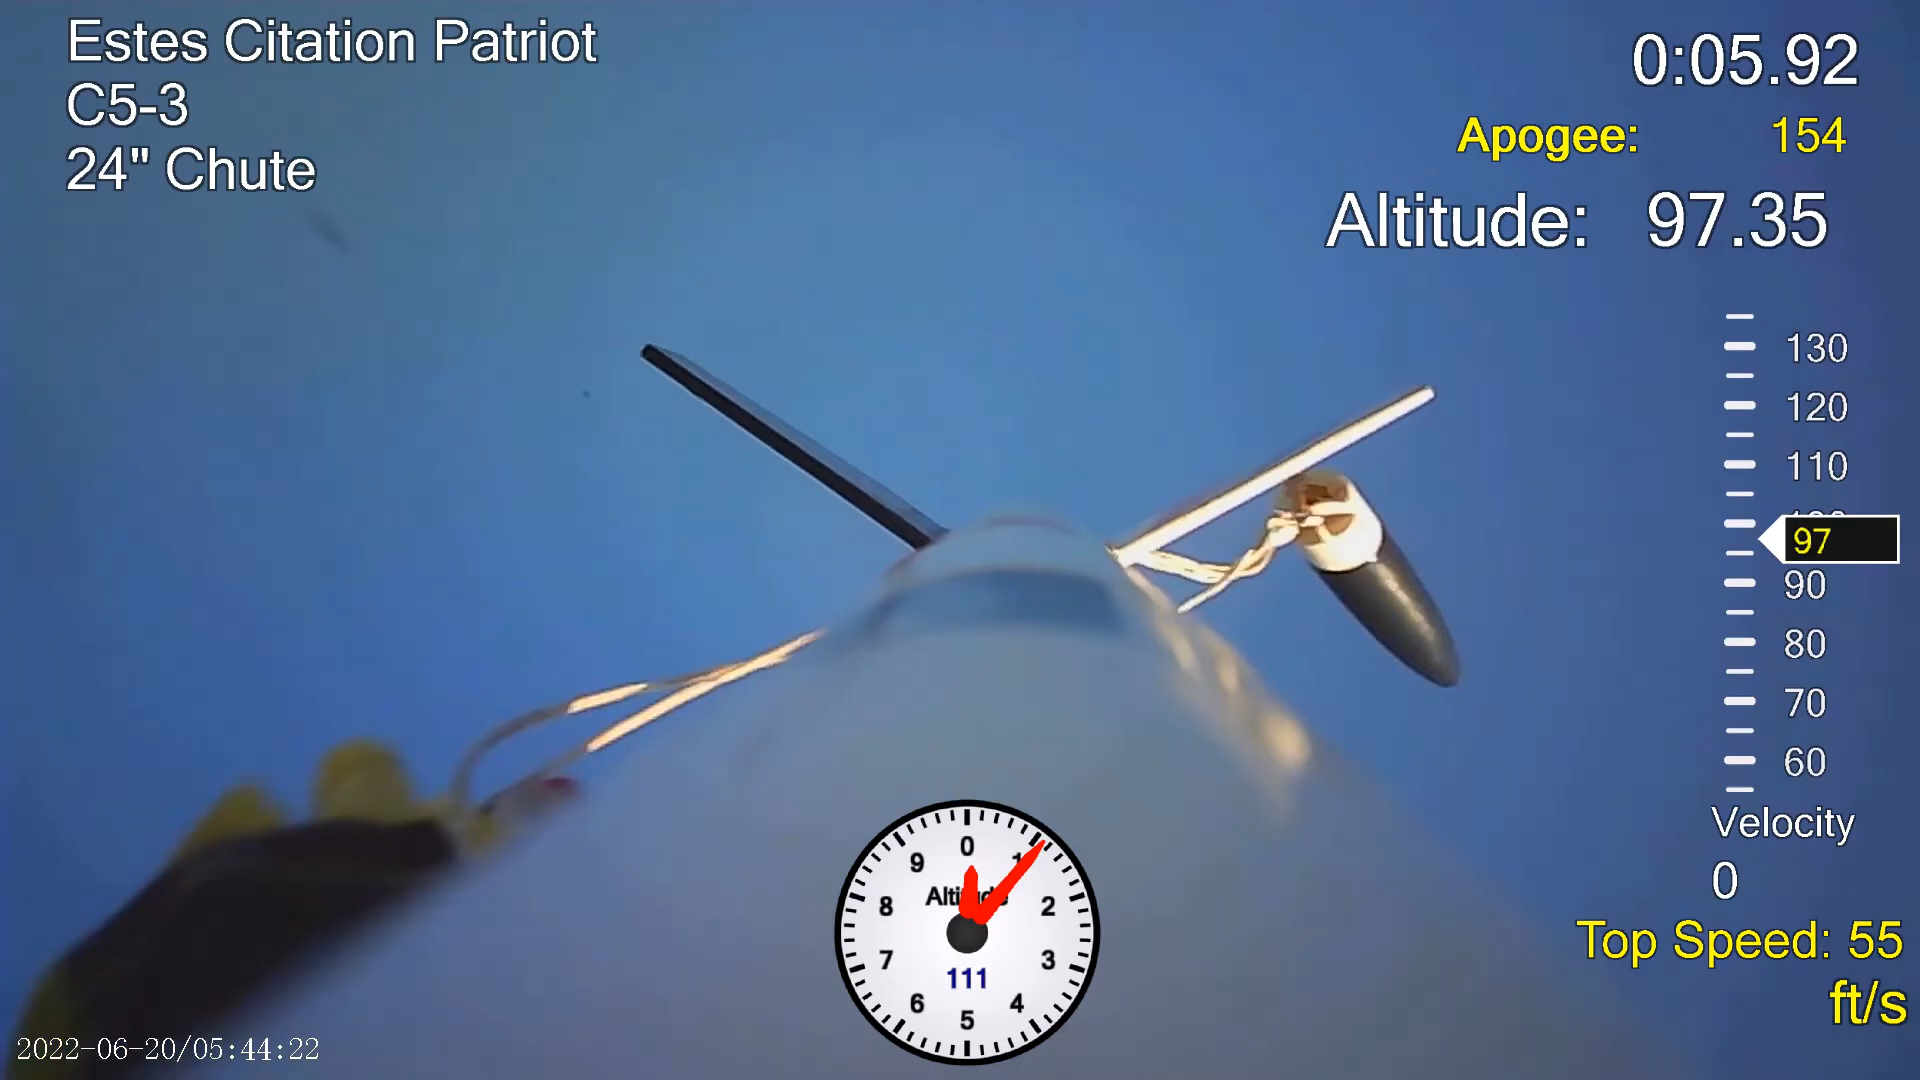 Estes Citation Patriot
C5-3
24" Chute
0:05.92
Apogee: 154
Altitude: 97.35
130
120
110
97
90
80
70
60
Velocity
0
Top Speed: 55
ft/s
0
1
9
8
2
7
3
111
6
4
5
2022-06-20/05:44:22